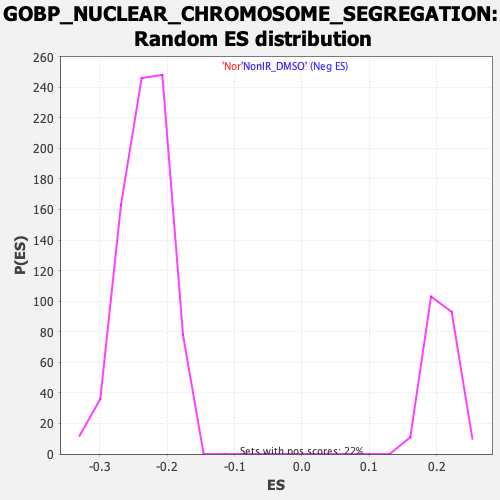 GOBP_NUCLEAR_CHROMOSOME_SEGREGATION:
Random ES distribution
'Nor'NonIR_DMSO' (Neg ES)
260
240
220
200
180
160
140
120
100
80
60
40
20
0
P(ES)
Sets with pos scores: 22%
-0.3 -0.2 -0.1 0.0 0.1 0.2
ES